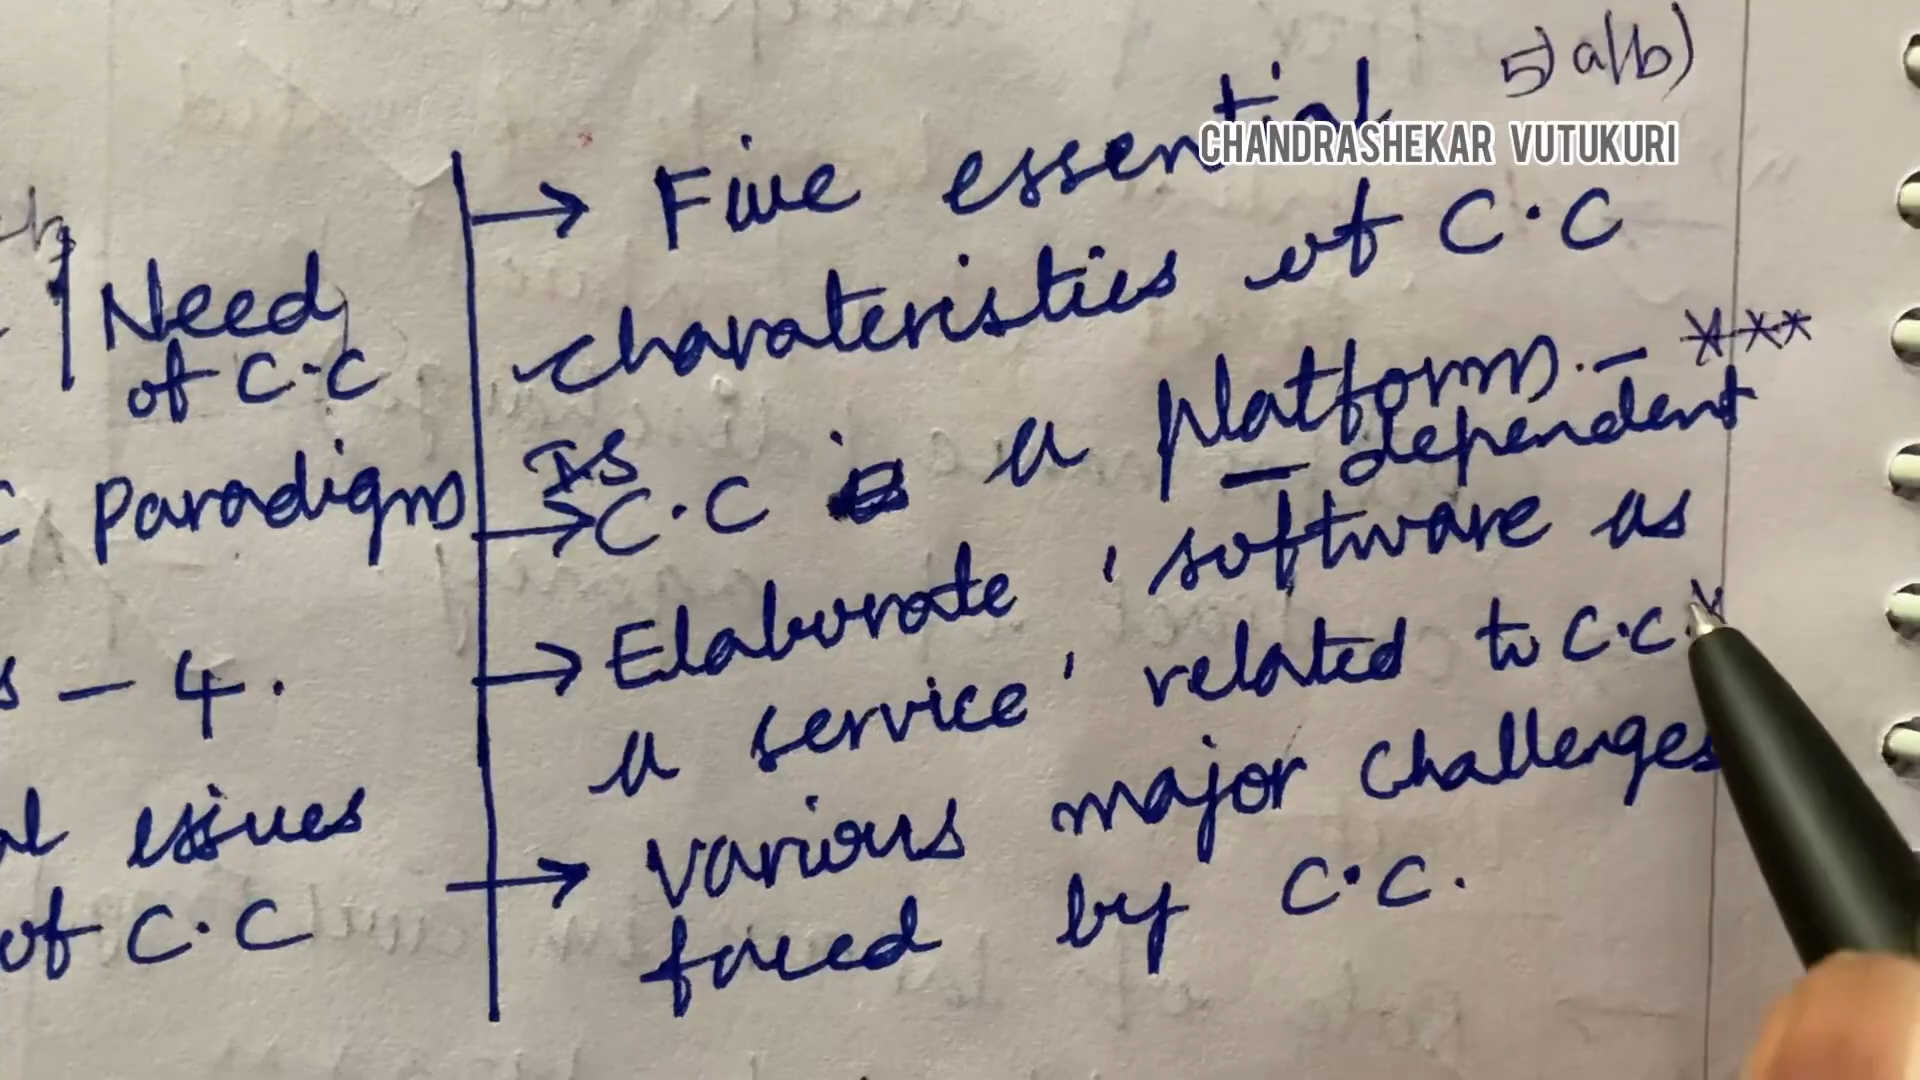 5) a/b)
CHANDRASHEKAR VUTUKURI
→ Five essential
charateristics of C.C
Is
→ C.C a platform. - ***
- dependent
→ Elaborate 'software as
a service' related to C.C.
→ various major challenges
faced by C.C.
Need
of C.C
Paradigm
- 4.
issues
of C.C